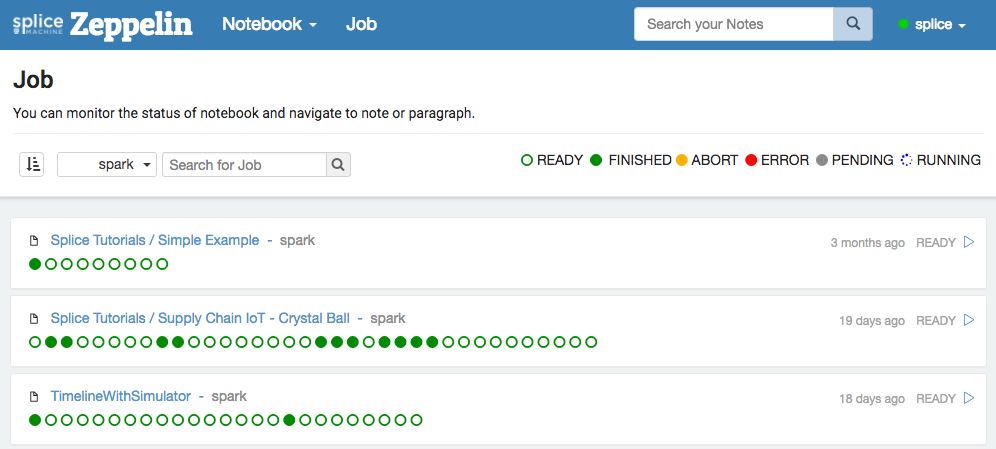 splice MACHINE Zeppelin Notebook Job Search your Notes splice
Job
You can monitor the status of notebook and navigate to note or paragraph.
spark Search for Job READY FINISHED ABORT ERROR PENDING RUNNING
Splice Tutorials / Simple Example - spark 3 months ago READY
Splice Tutorials / Supply Chain IoT - Crystal Ball - spark 19 days ago READY
TimelineWithSimulator - spark 18 days ago READY